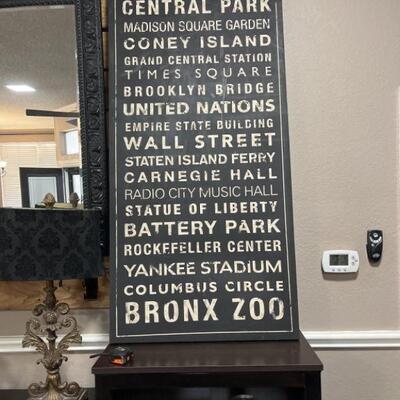 CENTRAL PARK
MADISON SQUARE GARDEN
CONEY ISLAND
GRAND CENTRAL STATION
TIMES SQUARE
BROOKLYN BRIDGE
UNITED NATIONS
EMPIRE STATE BUILDING
WALL STREET
STATEN ISLAND FERRY
CARNEGIE HALL
RADIO CITY MUSIC HALL
STATUE OF LIBERTY
BATTERY PARK
ROCKEFELLER CENTER
YANKEE STADIUM
COLUMBUS CIRCLE
BRONX ZOO